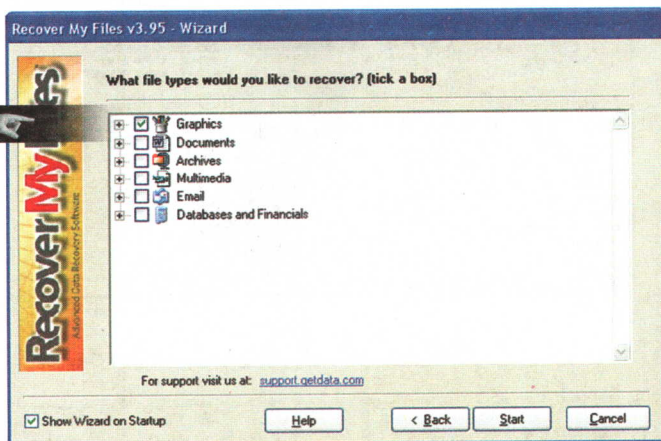 Recover My Files v3.95 - Wizard
Recover My Files
Advanced Data Recovery Software
What file types would you like to recover? (tick a box)
Graphics
Documents
Archives
Multimedia
Email
Databases and Financials
For support visit us at: support.getdata.com
Show Wizard on Startup
Help
< Back
Start
Cancel